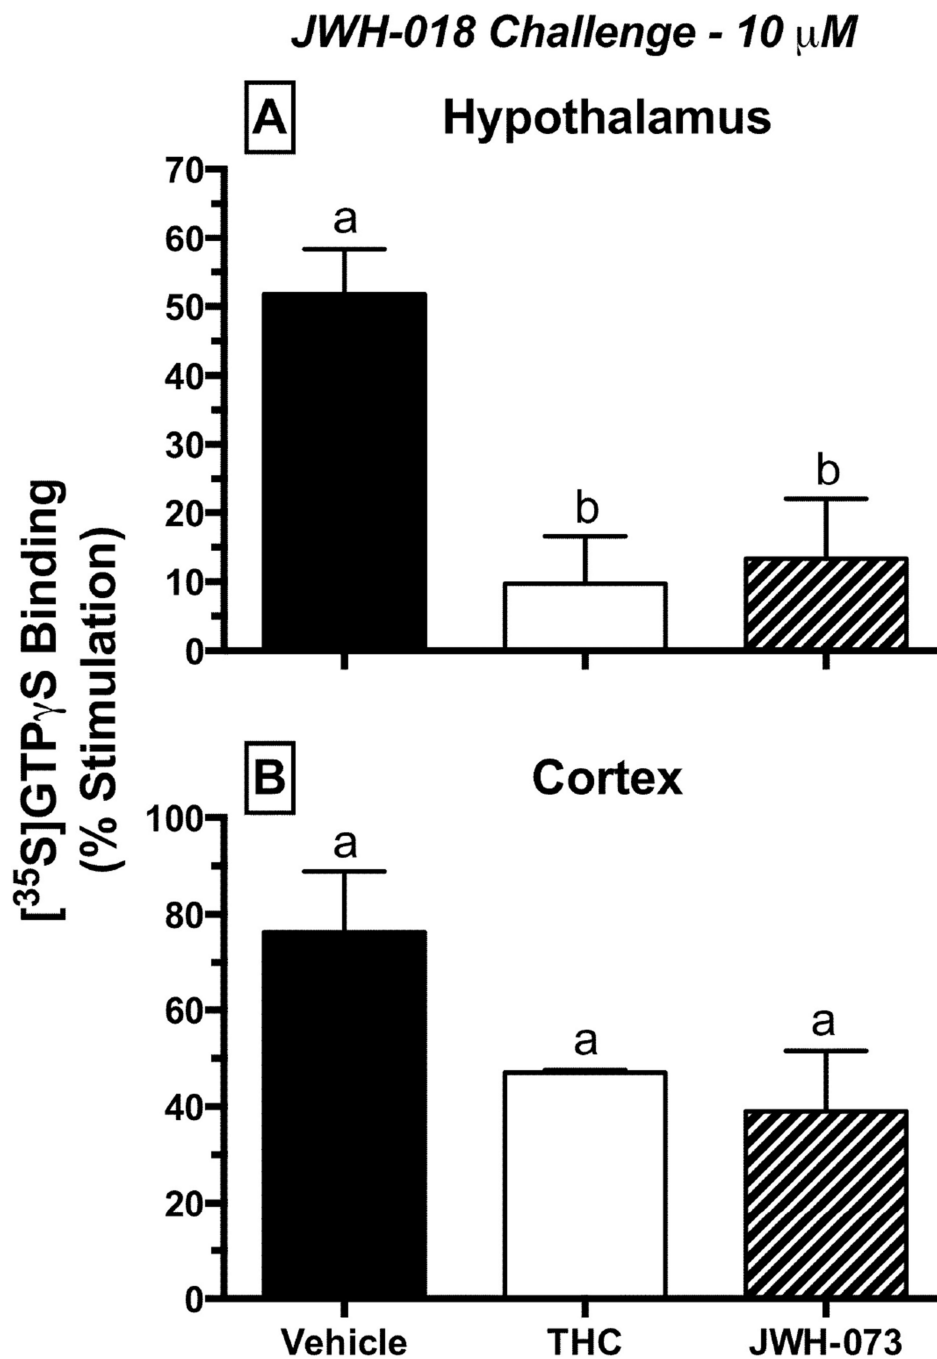 JWH-018 Challenge - 10 µM
A Hypothalamus
70
a
60
50
40
30
b
b
20
10
0
[³⁵S]GTPγS Binding
(% Stimulation)
B Cortex
100
a
80
60
a
a
40
20
0
Vehicle THC JWH-073